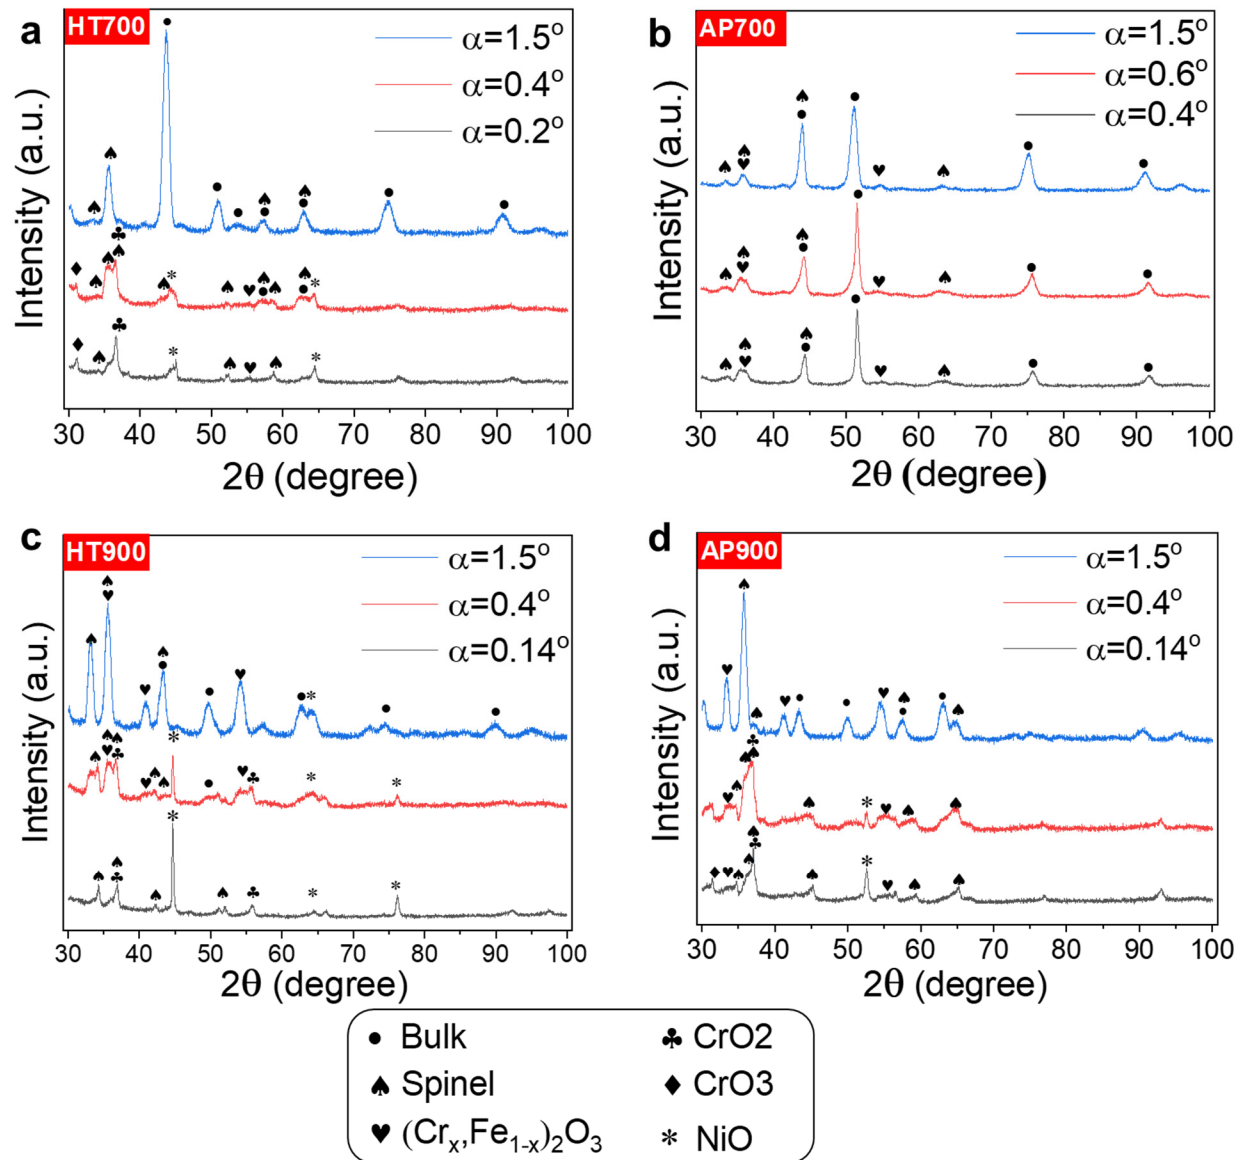 a HT700
α=1.5°
α=0.4°
α=0.2°
Intensity (a.u.)
30 40 50 60 70 80 90 100
2θ (degree)
b AP700
α=1.5°
α=0.6°
α=0.4°
Intensity (a.u.)
30 40 50 60 70 80 90 100
2θ (degree)
c HT900
α=1.5°
α=0.4°
α=0.14°
Intensity (a.u.)
30 40 50 60 70 80 90 100
2θ (degree)
d AP900
α=1.5°
α=0.4°
α=0.14°
Intensity (a.u.)
30 40 50 60 70 80 90 100
2θ (degree)
● Bulk
♠ Spinel
♥ (Crₓ,Fe₁₋ₓ)₂O₃
♣ CrO2
♦ CrO3
* NiO